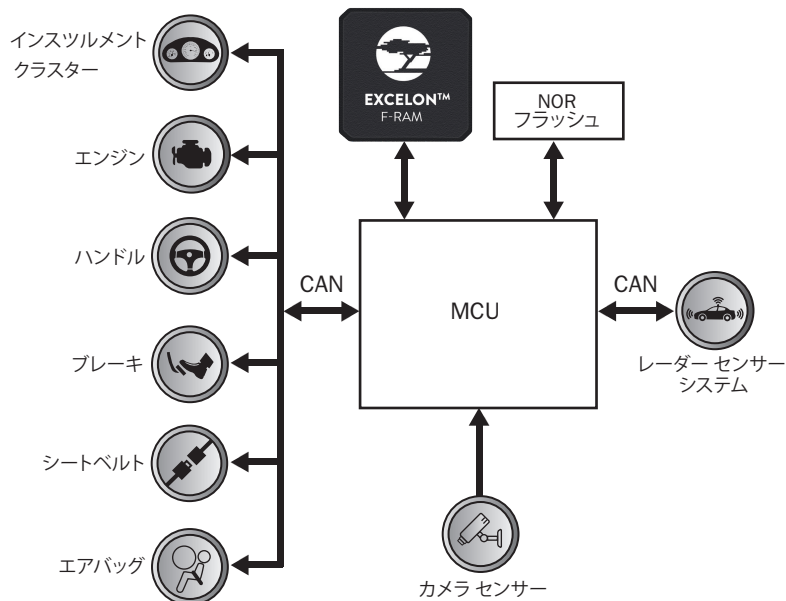 インスツルメント
クラスター
エンジン
ハンドル
ブレーキ
シートベルト
エアバッグ
CAN
EXCELON™
F-RAM
NOR
フラッシュ
MCU
CAN
レーダー センサー
システム
カメラ センサー